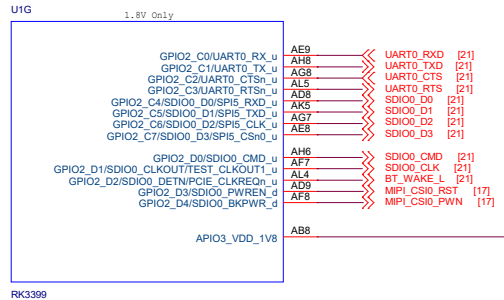 U1G
1.8V Only
GPIO2_C0/UART0_RX_u AE9 UART0_RXD [21]
GPIO2_C1/UART0_TX_u AH8 UART0_TXD [21]
GPIO2_C2/UART0_CTSn_u AG8 UART0_CTS [21]
GPIO2_C3/UART0_RTSn_u AL5 UART0_RTS [21]
GPIO2_C4/SDIO0_D0/SPI5_RXD_u AD8 SDIO0_D0 [21]
GPIO2_C5/SDIO0_D1/SPI5_TXD_u AK5 SDIO0_D1 [21]
GPIO2_C6/SDIO0_D2/SPI5_CLK_u AG7 SDIO0_D2 [21]
GPIO2_C7/SDIO0_D3/SPI5_CSn0_u AE8 SDIO0_D3 [21]
GPIO2_D0/SDIO0_CMD_u AH6 SDIO0_CMD [21]
GPIO2_D1/SDIO0_CLKOUT/TEST_CLKOUT1_u AF7 SDIO0_CLK [21]
GPIO2_D2/SDIO0_DETN/PCIE_CLKREQn_u AL4 BT_WAKE_L [21]
GPIO2_D3/SDIO0_PWREN_d AD9 MIPI_CSI0_RST [17]
GPIO2_D4/SDIO0_BKPWR_d AF8 MIPI_CSI0_PWN [17]
APIO3_VDD_1V8 AB8
RK3399